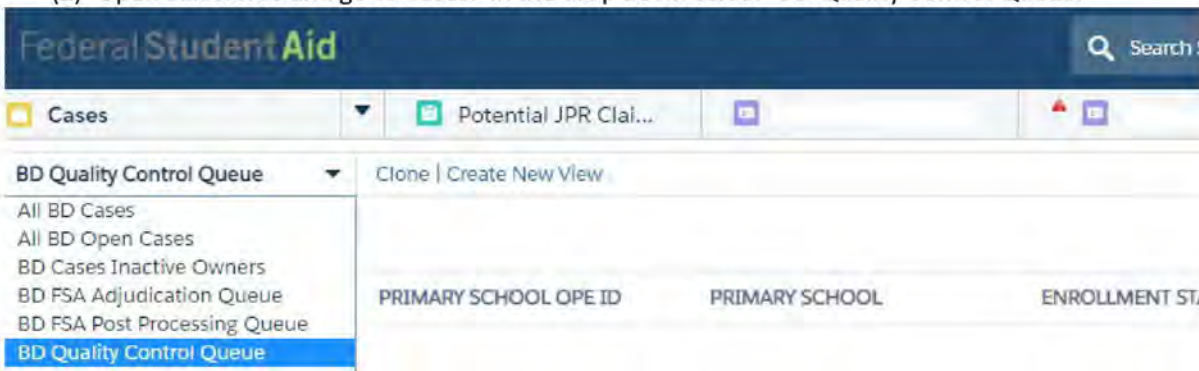 Federal Student Aid
Search
Cases
Potential JPR Clai...
BD Quality Control Queue
Clone | Create New View
All BD Cases
All BD Open Cases
BD Cases Inactive Owners
BD FSA Adjudication Queue
BD FSA Post Processing Queue
BD Quality Control Queue
PRIMARY SCHOOL OPE ID
PRIMARY SCHOOL
ENROLLMENT STA